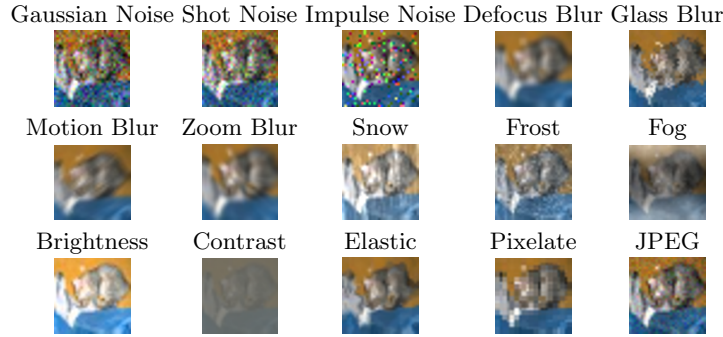 Gaussian Noise Shot Noise Impulse Noise Defocus Blur Glass Blur
Motion Blur Zoom Blur Snow Frost Fog
Brightness Contrast Elastic Pixelate JPEG